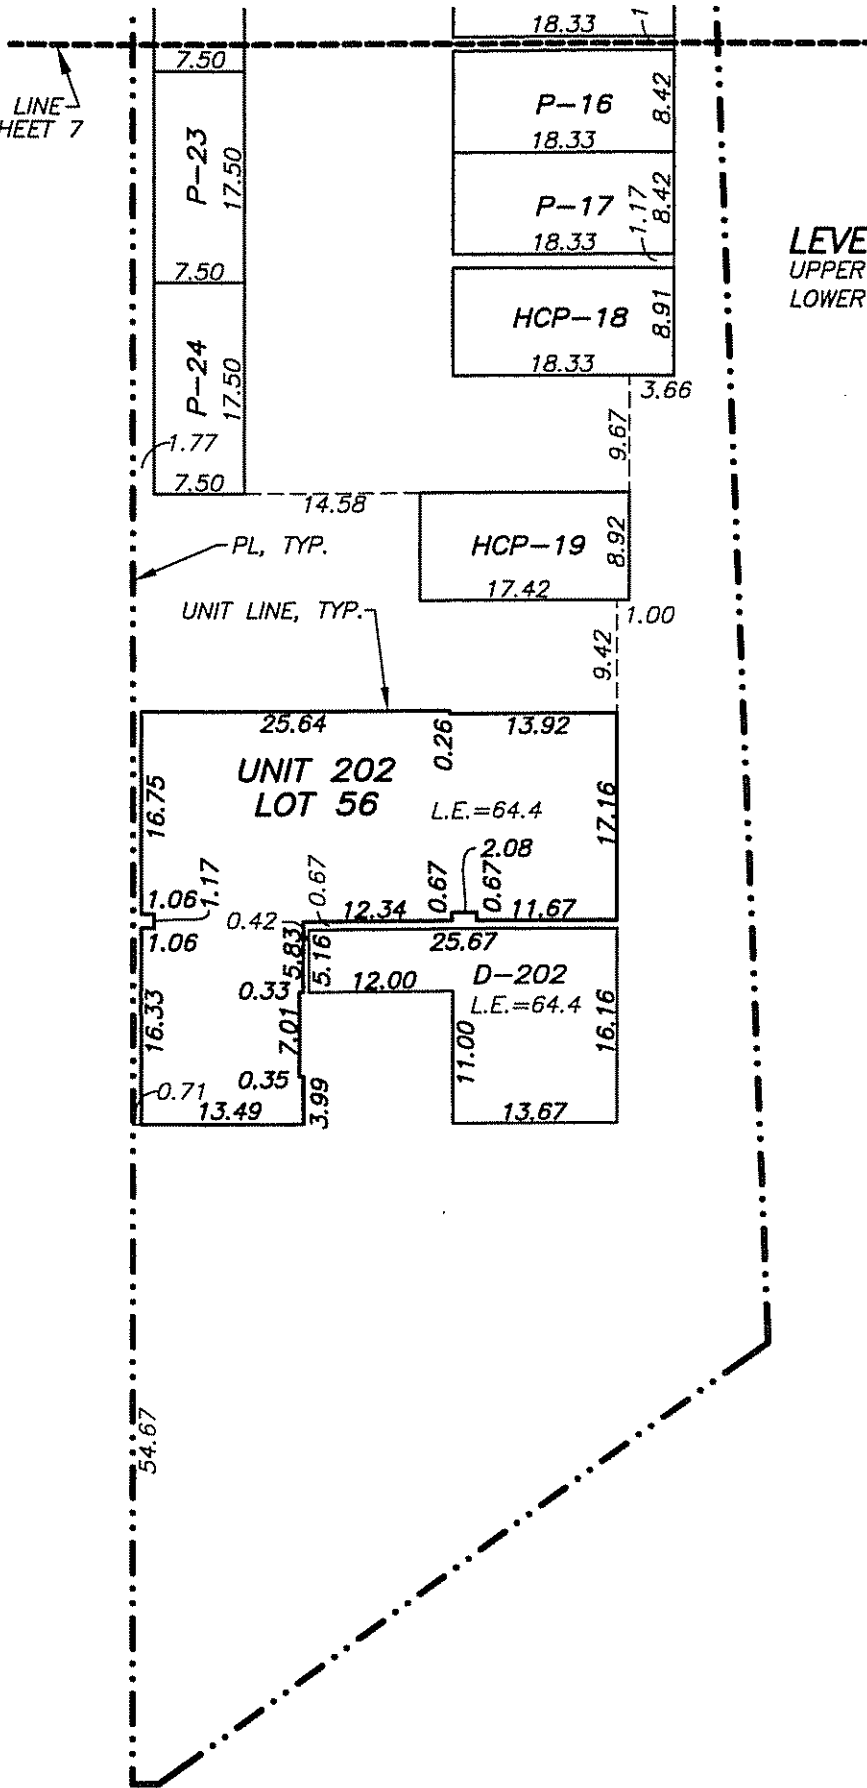 18.33
1
7.50
LINE
HEET 7
P-23
17.50
7.50
P-16
8.42
18.33
P-17
1.17
8.42
18.33
LEVE
UPPER
LOWER
HCP-18
8.91
18.33
3.66
P-24
17.50
1.77
7.50
9.67
14.58
HCP-19
8.92
17.42
PL, TYP.
1.00
UNIT LINE, TYP.
9.42
25.64
0.26
13.92
UNIT 202
LOT 56
L.E.=64.4
16.75
17.16
2.08
1.06
1.17
0.67
0.67
0.67
0.42
12.34
11.67
1.06
5.83
5.16
25.67
D-202
L.E.=64.4
12.00
0.33
16.33
7.01
11.00
16.16
0.35
0.71
13.49
3.99
13.67
54.67